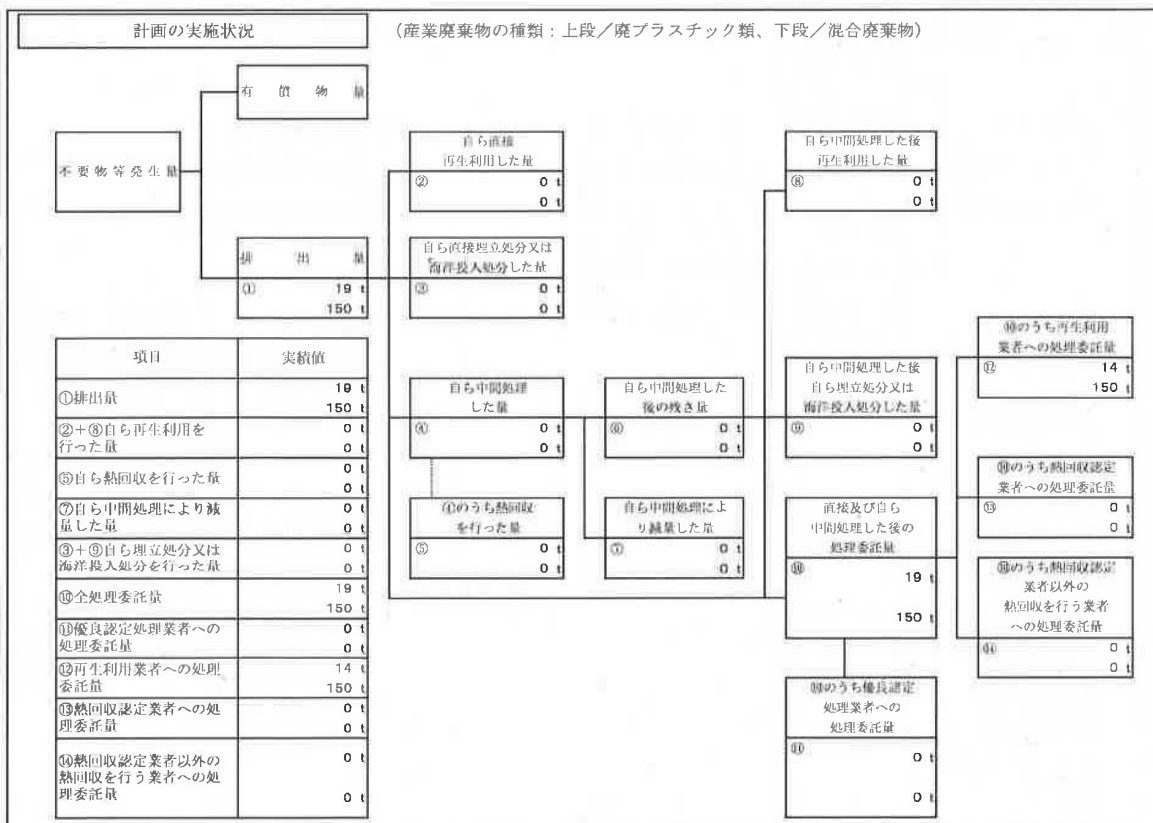 計画の実施状況
（産業廃棄物の種類：上段／廃プラスチック類、下段／混合廃棄物）
有償物量
不要物等発生量
排出量
① 19 t
150 t
自ら直接
再生利用した量
② 0 t
0 t
自ら直接埋立処分又は
海洋投入処分した量
③ 0 t
0 t
自ら中間処理
した量
④ 0 t
0 t
④のうち熱回収
を行った量
⑤ 0 t
0 t
自ら中間処理した
後の残さ量
⑥ 0 t
0 t
自ら中間処理によ
り減量した量
⑦ 0 t
0 t
自ら中間処理した後
再生利用した量
⑧ 0 t
0 t
自ら中間処理した後
自ら埋立処分又は
海洋投入処分した量
⑨ 0 t
0 t
直接及び自ら
中間処理した後の
処理委託量
⑩ 19 t
150 t
⑩のうち優良認定
処理業者への
処理委託量
⑪ 0 t
0 t
⑩のうち再生利用
業者への処理委託量
⑫ 14 t
150 t
⑩のうち熱回収認定
業者への処理委託量
⑬ 0 t
0 t
⑩のうち熱回収認定
業者以外の
熱回収を行う業者
への処理委託量
⑭ 0 t
0 t
項目 実績値
①排出量 19 t
150 t
②＋⑧自ら再生利用を
行った量 0 t
0 t
⑤自ら熱回収を行った量 0 t
0 t
⑦自ら中間処理により減
量した量 0 t
0 t
③＋⑨自ら埋立処分又は
海洋投入処分を行った量 0 t
0 t
⑩全処理委託量 19 t
150 t
⑪優良認定処理業者への
処理委託量 0 t
0 t
⑫再生利用業者への処理
委託量 14 t
150 t
⑬熱回収認定業者への処
理委託量 0 t
0 t
⑭熱回収認定業者以外の
熱回収を行う業者への処
理委託量 0 t
0 t